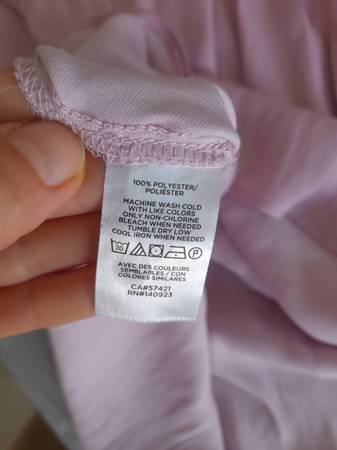 100% POLYESTER/
POLIÉSTER
MACHINE WASH COLD
WITH LIKE COLORS
ONLY NON-CHLORINE
BLEACH WHEN NEEDED
TUMBLE DRY LOW
COOL IRON WHEN NEEDED
30 P
AVEC DES COULEURS
SEMBLABLES / CON
COLORES SIMILARES
CA#57421
RN#140923